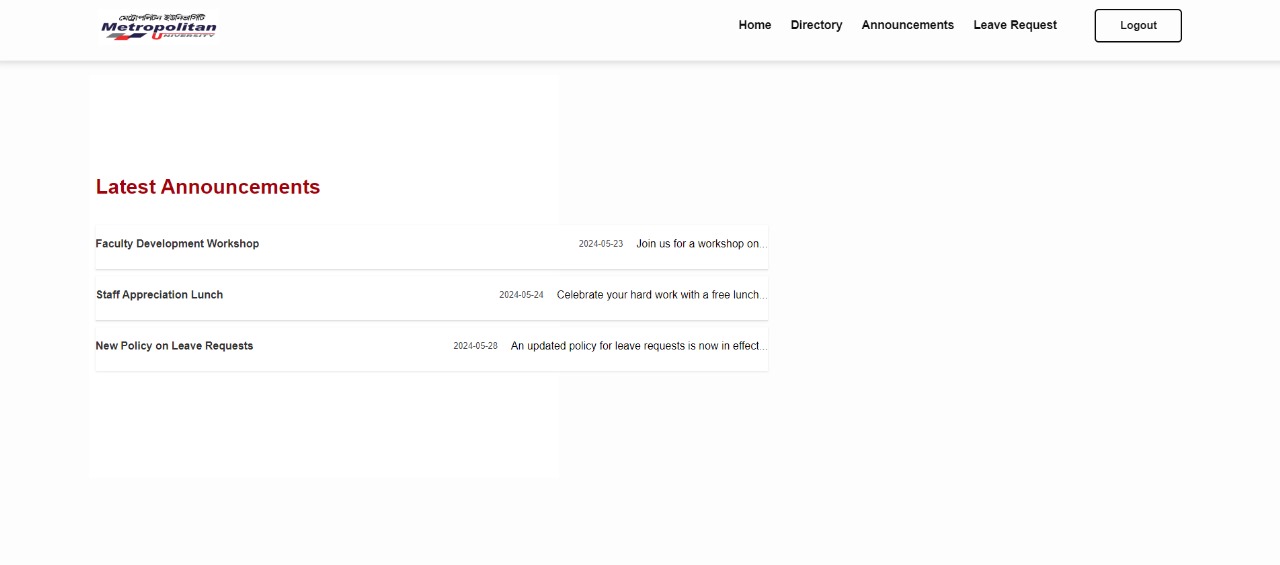 মেট্রোপলিটন ইউনিভার্সিটি
Metropolitan
UNIVERSITY
Home Directory Announcements Leave Request Logout
Latest Announcements
Faculty Development Workshop 2024-05-23 Join us for a workshop on...
Staff Appreciation Lunch 2024-05-24 Celebrate your hard work with a free lunch...
New Policy on Leave Requests 2024-05-28 An updated policy for leave requests is now in effect...